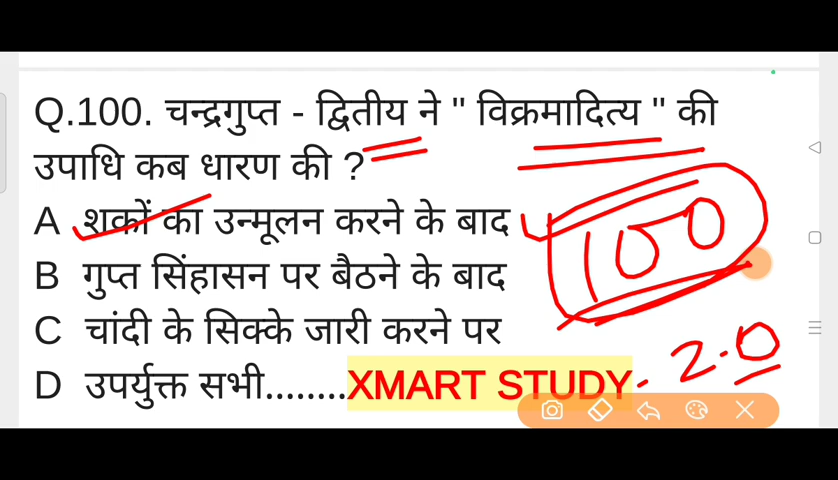 Q.100. चन्द्रगुप्त - द्वितीय ने " विक्रमादित्य " की
उपाधि कब धारण की ?
A शकों का उन्मूलन करने के बाद
100
B गुप्त सिंहासन पर बैठने के बाद
C चांदी के सिक्के जारी करने पर
D उपर्युक्त सभी........XMART STUDY - 2.0